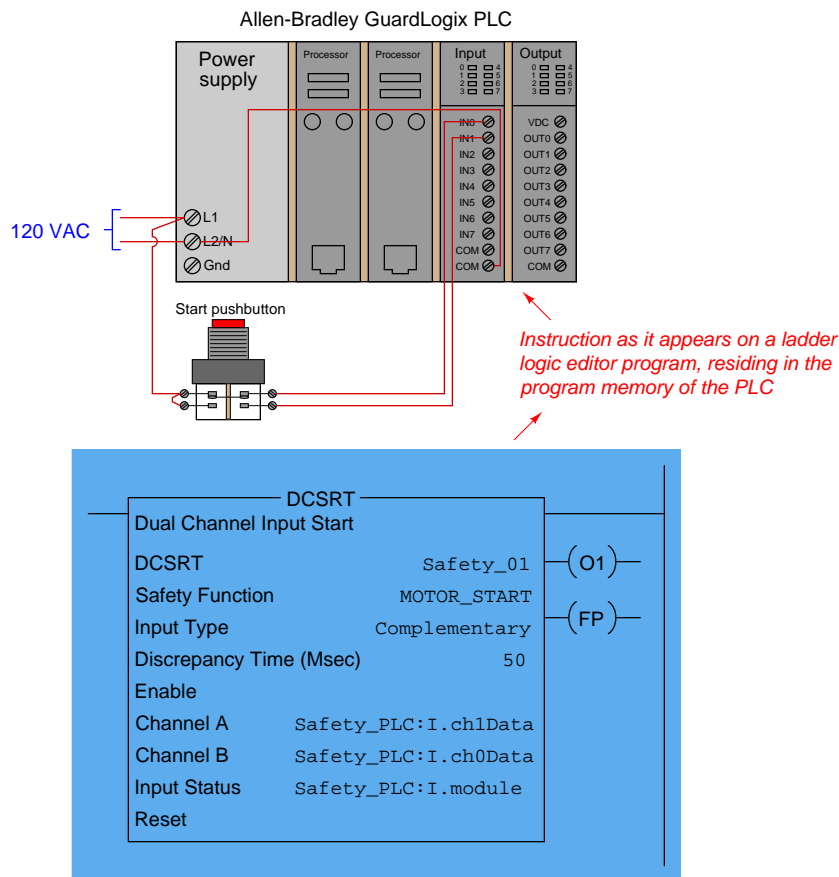 Allen-Bradley GuardLogix PLC
Power supply
Processor
Processor
Input
0 4
1 5
2 6
3 7
Output
0 4
1 5
2 6
3 7
IN0
IN1
IN2
IN3
IN4
IN5
IN6
IN7
COM
COM
VDC
OUT0
OUT1
OUT2
OUT3
OUT4
OUT5
OUT6
OUT7
COM
120 VAC
L1
L2/N
Gnd
Start pushbutton
Instruction as it appears on a ladder
logic editor program, residing in the
program memory of the PLC
DCSRT
Dual Channel Input Start
DCSRT Safety_01
Safety Function MOTOR_START
Input Type Complementary
Discrepancy Time (Msec) 50
Enable
Channel A Safety_PLC:I.ch1Data
Channel B Safety_PLC:I.ch0Data
Input Status Safety_PLC:I.module
Reset
O1
FP